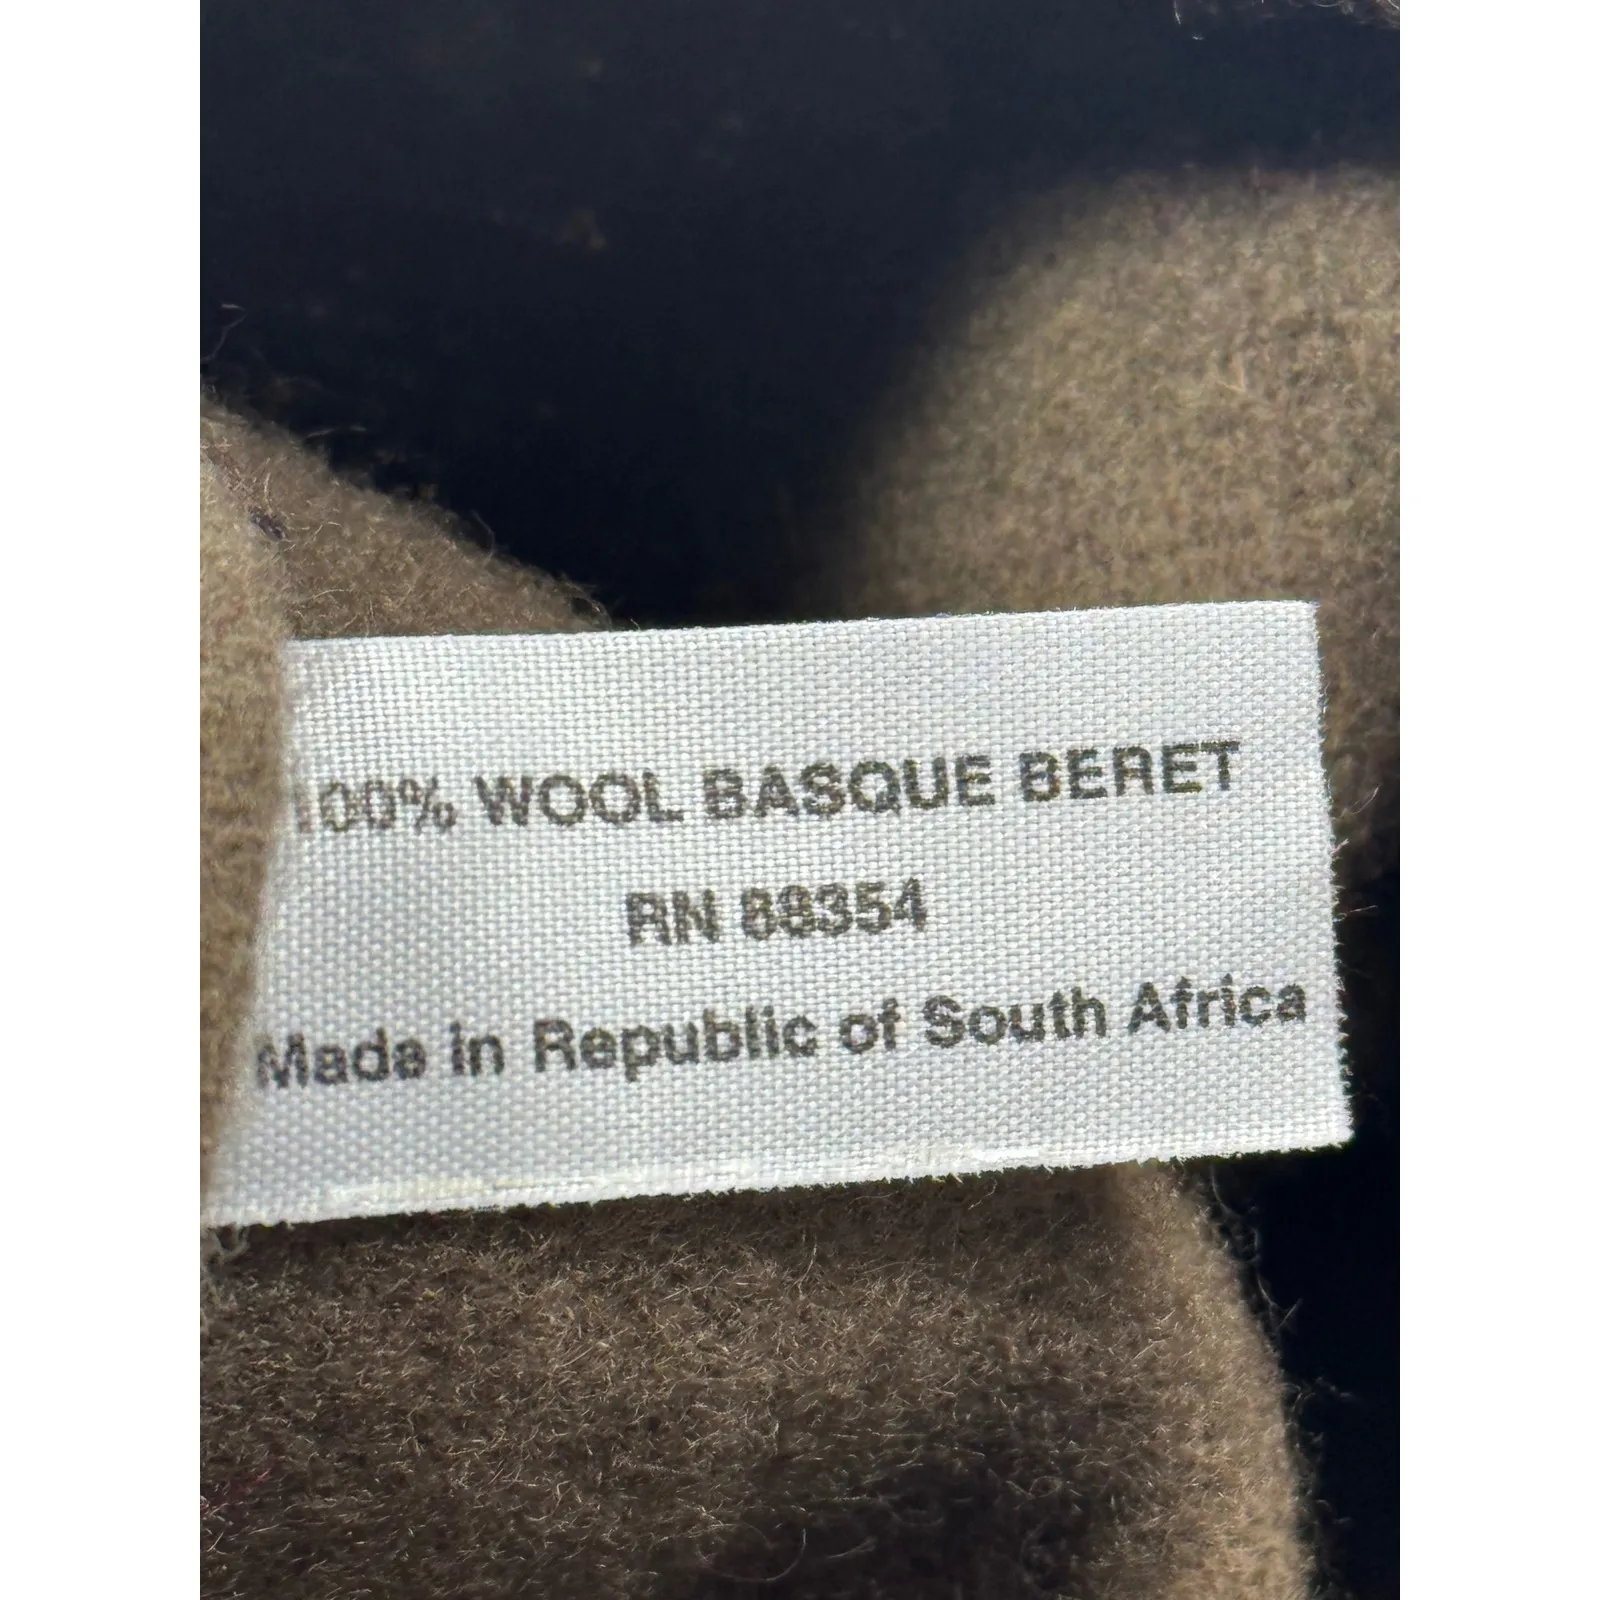 100% WOOL BASQUE BERET
RN 88354
Made in Republic of South Africa